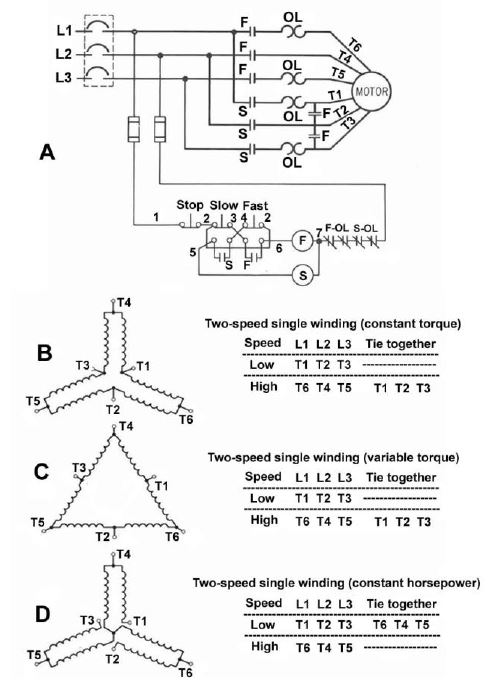 F OL
L1 T6
L2 F T4
L3 F OL T5
MOTOR
S OL T1
F
S T2
F
S OL T3
A
Stop Slow Fast
1 2 3 4 2 7 F-OL S-OL
5 6 F
S F
S
T4
B
T3 T1
T5 T2 T6
Two-speed single winding (constant torque)
Speed L1 L2 L3 Tie together
Low T1 T2 T3 ------------------
High T6 T4 T5 T1 T2 T3
T4
C
T3 T1
T5 T2 T6
Two-speed single winding (variable torque)
Speed L1 L2 L3 Tie together
Low T1 T2 T3 ------------------
High T6 T4 T5 T1 T2 T3
T4
D
T3 T1
T5 T2 T6
Two-speed single winding (constant horsepower)
Speed L1 L2 L3 Tie together
Low T1 T2 T3 T6 T4 T5
High T6 T4 T5 ------------------